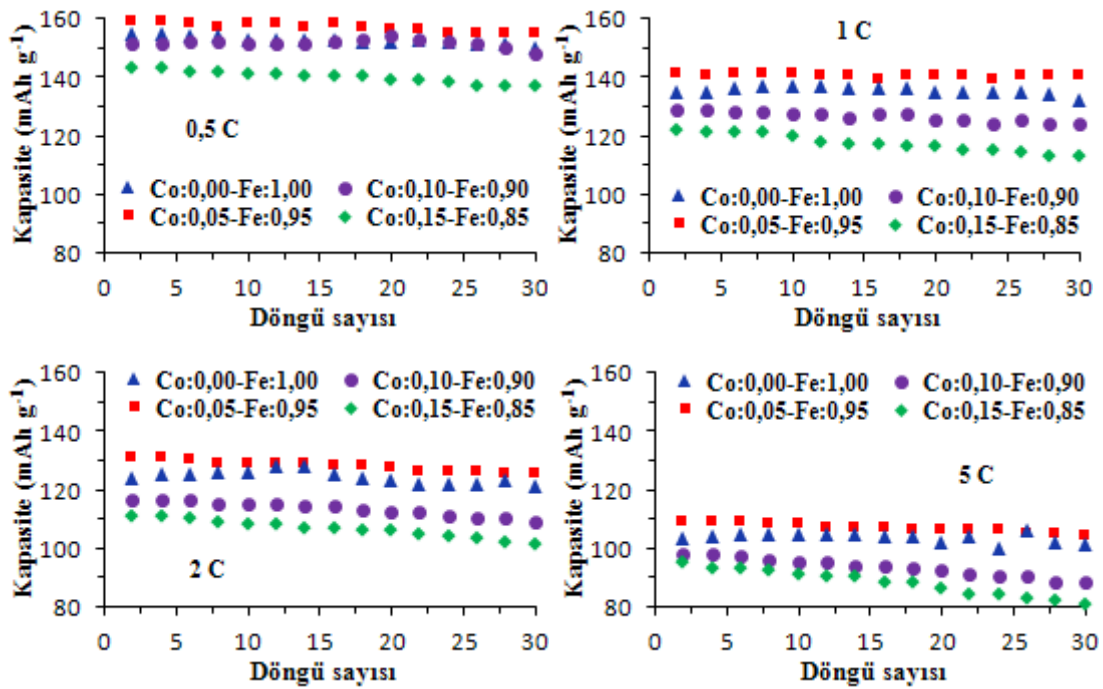 Kapasite (mAh g-1)
160
140
120
100
80
0,5 C
Co:0,00-Fe:1,00
Co:0,10-Fe:0,90
Co:0,05-Fe:0,95
Co:0,15-Fe:0,85
0 5 10 15 20 25 30
Döngü sayısı
Kapasite (mAh g-1)
160
140
120
100
80
1 C
Co:0,00-Fe:1,00
Co:0,10-Fe:0,90
Co:0,05-Fe:0,95
Co:0,15-Fe:0,85
0 5 10 15 20 25 30
Döngü sayısı
Kapasite (mAh g-1)
160
140
120
100
80
Co:0,00-Fe:1,00
Co:0,10-Fe:0,90
Co:0,05-Fe:0,95
Co:0,15-Fe:0,85
2 C
0 5 10 15 20 25 30
Döngü sayısı
Kapasite (mAh g-1)
160
140
120
100
80
Co:0,00-Fe:1,00
Co:0,10-Fe:0,90
Co:0,05-Fe:0,95
Co:0,15-Fe:0,85
5 C
0 5 10 15 20 25 30
Döngü sayısı